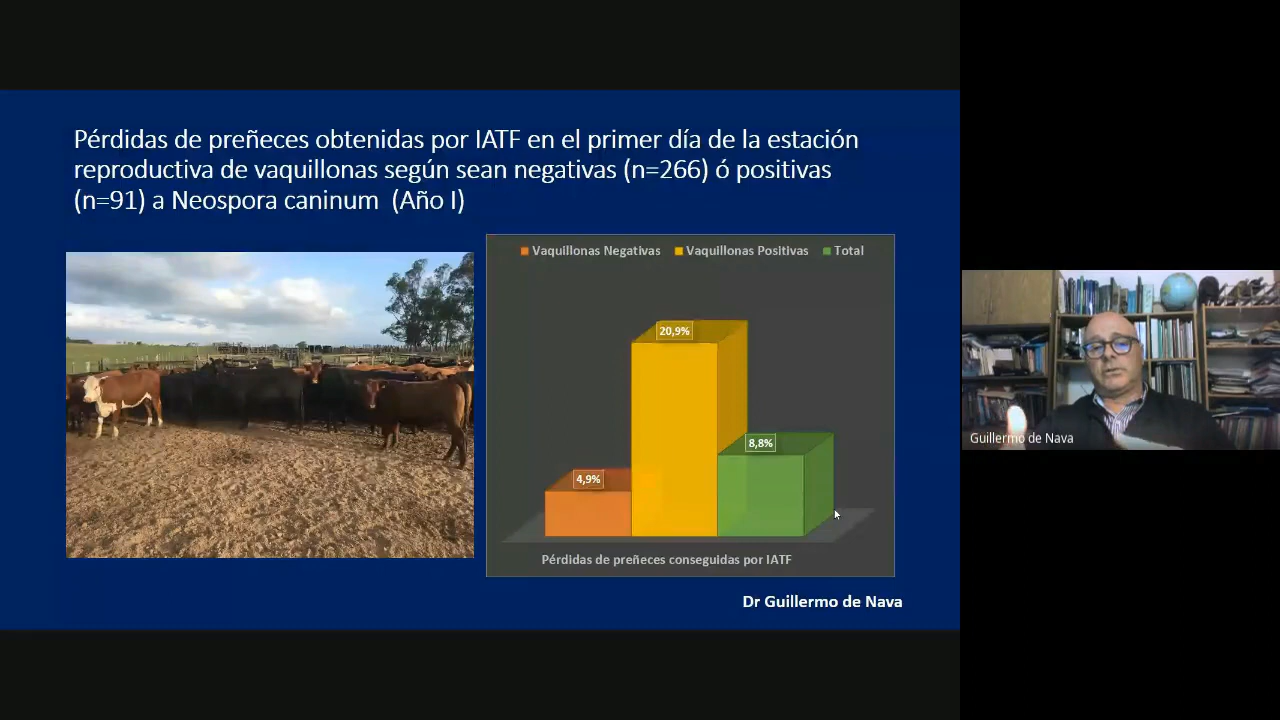 Pérdidas de preñeces obtenidas por IATF en el primer día de la estación
reproductiva de vaquillonas según sean negativas (n=266) ó positivas
(n=91) a Neospora caninum (Año I)
Vaquillonas Negativas Vaquillonas Positivas Total
20,9%
8,8%
4,9%
Pérdidas de preñeces conseguidas por IATF
Dr Guillermo de Nava
Guillermo de Nava